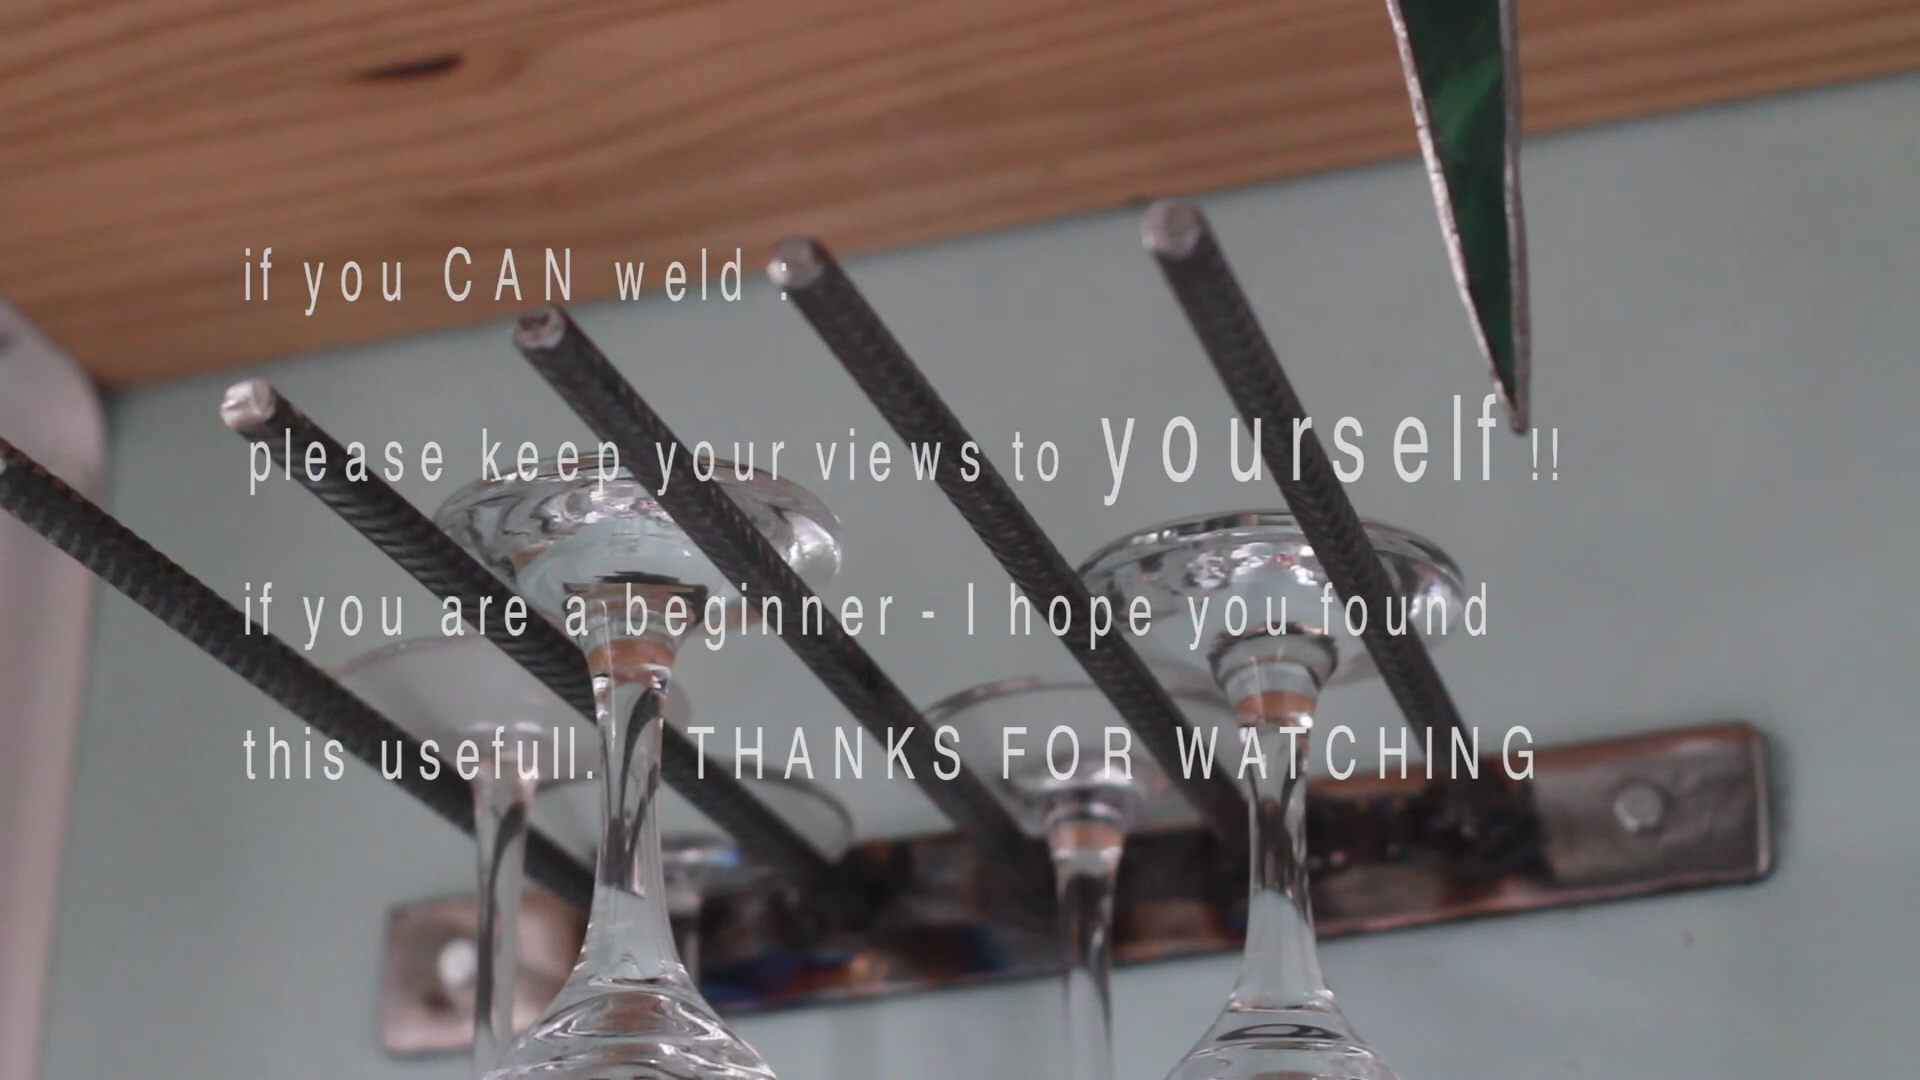 if you CAN weld :
please keep your views to yourself !!
if you are a beginner - I hope you found
this usefull. THANKS FOR WATCHING